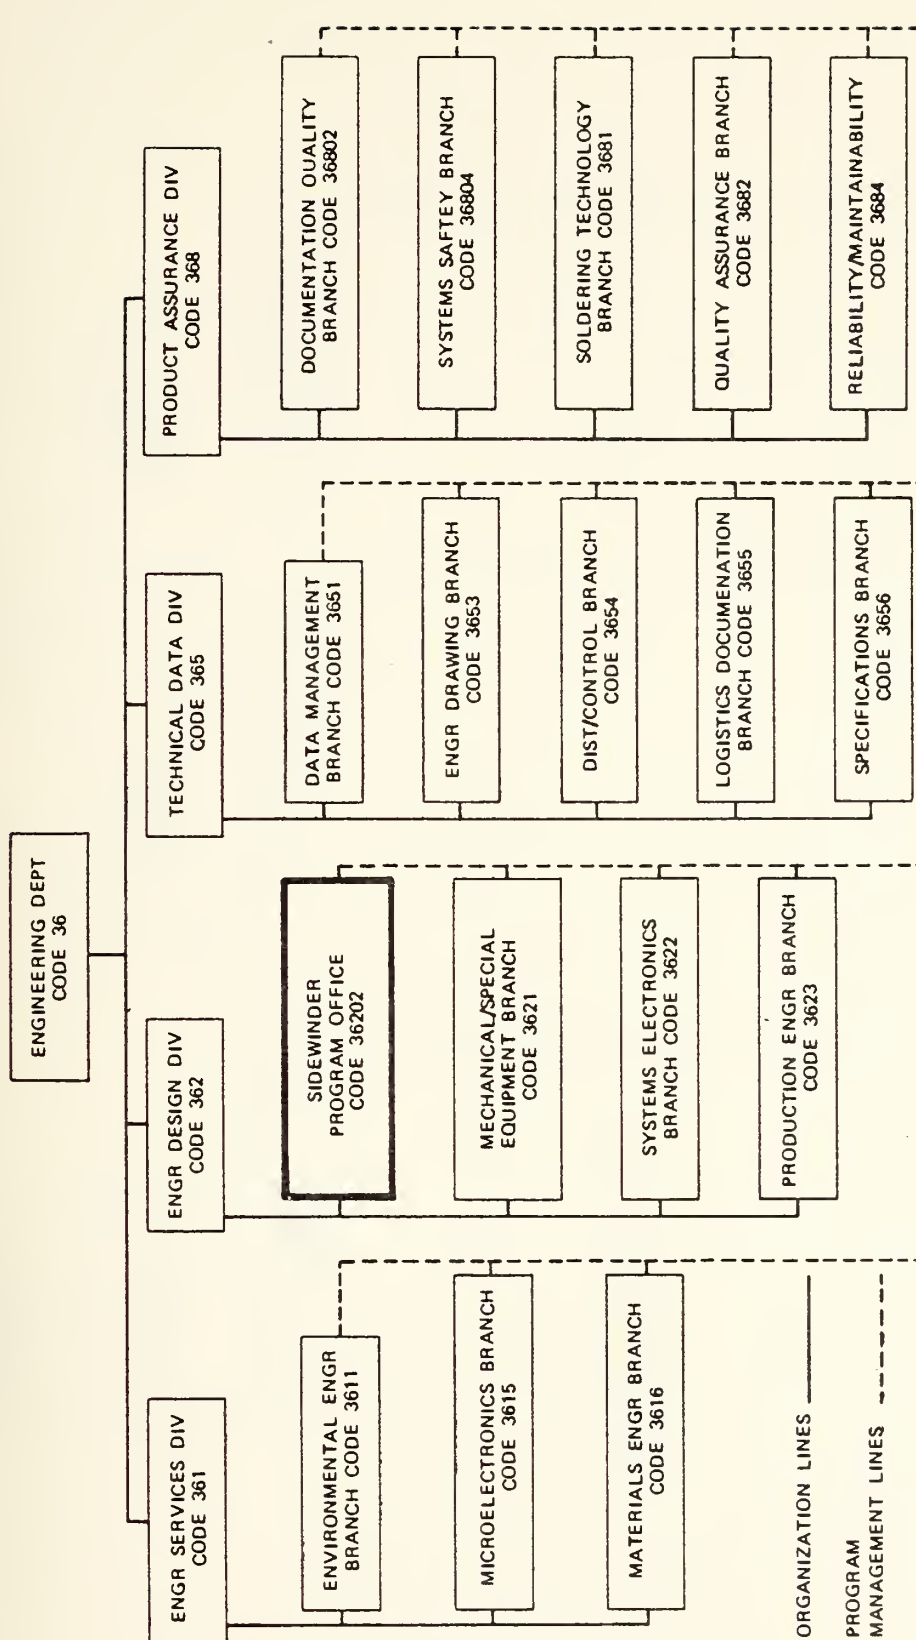 ENGINEERING DEPT
CODE 36
ENGR SERVICES DIV
CODE 361
ENGR DESIGN DIV
CODE 362
TECHNICAL DATA DIV
CODE 365
PRODUCT ASSURANCE DIV
CODE 368
ENVIRONMENTAL ENGR
BRANCH CODE 3611
MICROELECTRONICS BRANCH
CODE 3615
MATERIALS ENGR BRANCH
CODE 3616
SIDEWINDER
PROGRAM OFFICE
CODE 36202
MECHANICAL/SPECIAL
EQUIPMENT BRANCH
CODE 3621
SYSTEMS ELECTRONICS
BRANCH CODE 3622
PRODUCTION ENGR BRANCH
CODE 3623
DATA MANAGEMENT
BRANCH CODE 3651
ENGR DRAWING BRANCH
CODE 3653
DIST/CONTROL BRANCH
CODE 3654
LOGISTICS DOCUMENATION
BRANCH CODE 3655
SPECIFICATIONS BRANCH
CODE 3656
DOCUMENTATION QUALITY
BRANCH CODE 36802
SYSTEMS SAFTEY BRANCH
CODE 36804
SOLDERING TECHNOLOGY
BRANCH CODE 3681
QUALITY ASSURANCE BRANCH
CODE 3682
RELIABILITY/MAINTAINABILITY
CODE 3684
ORGANIZATION LINES
PROGRAM
MANAGEMENT LINES